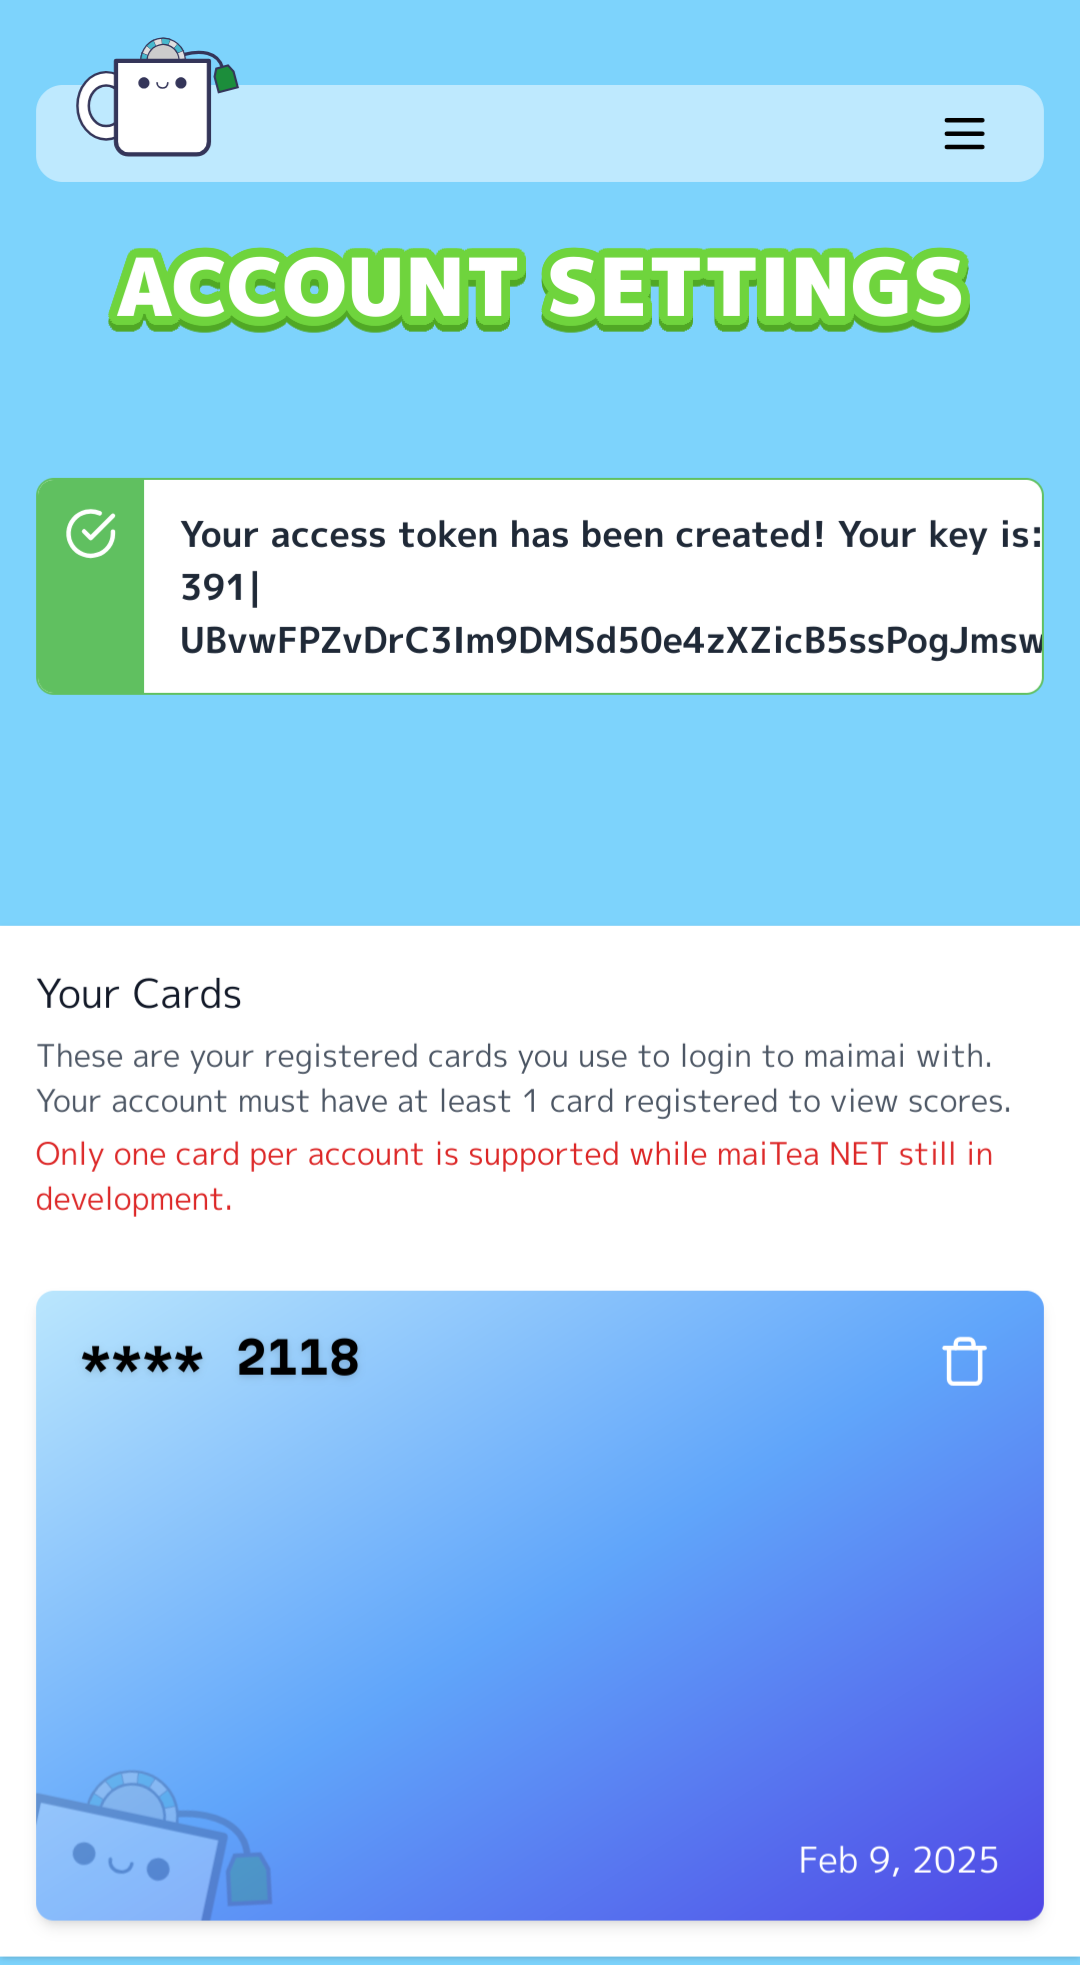 ACCOUNT SETTINGS
Your access token has been created! Your key is:
391|
UBvwFPZvDrC3Im9DMSd50e4zXZicB5ssPogJmsw
Your Cards
These are your registered cards you use to login to maimai with.
Your account must have at least 1 card registered to view scores.
Only one card per account is supported while maiTea NET still in
development.
**** 2118
Feb 9, 2025